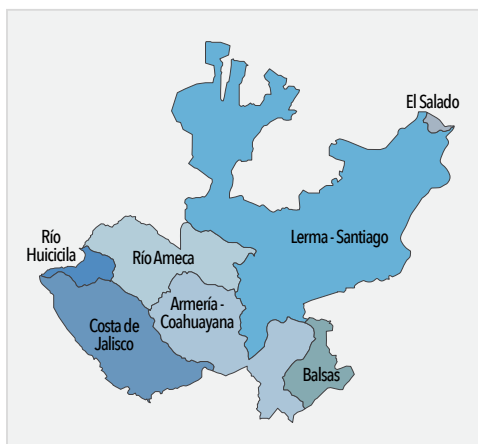 El Salado
Lerma - Santiago
Río
Huicicila
Río Ameca
Armería -
Coahuayana
Costa de
Jalisco
Balsas